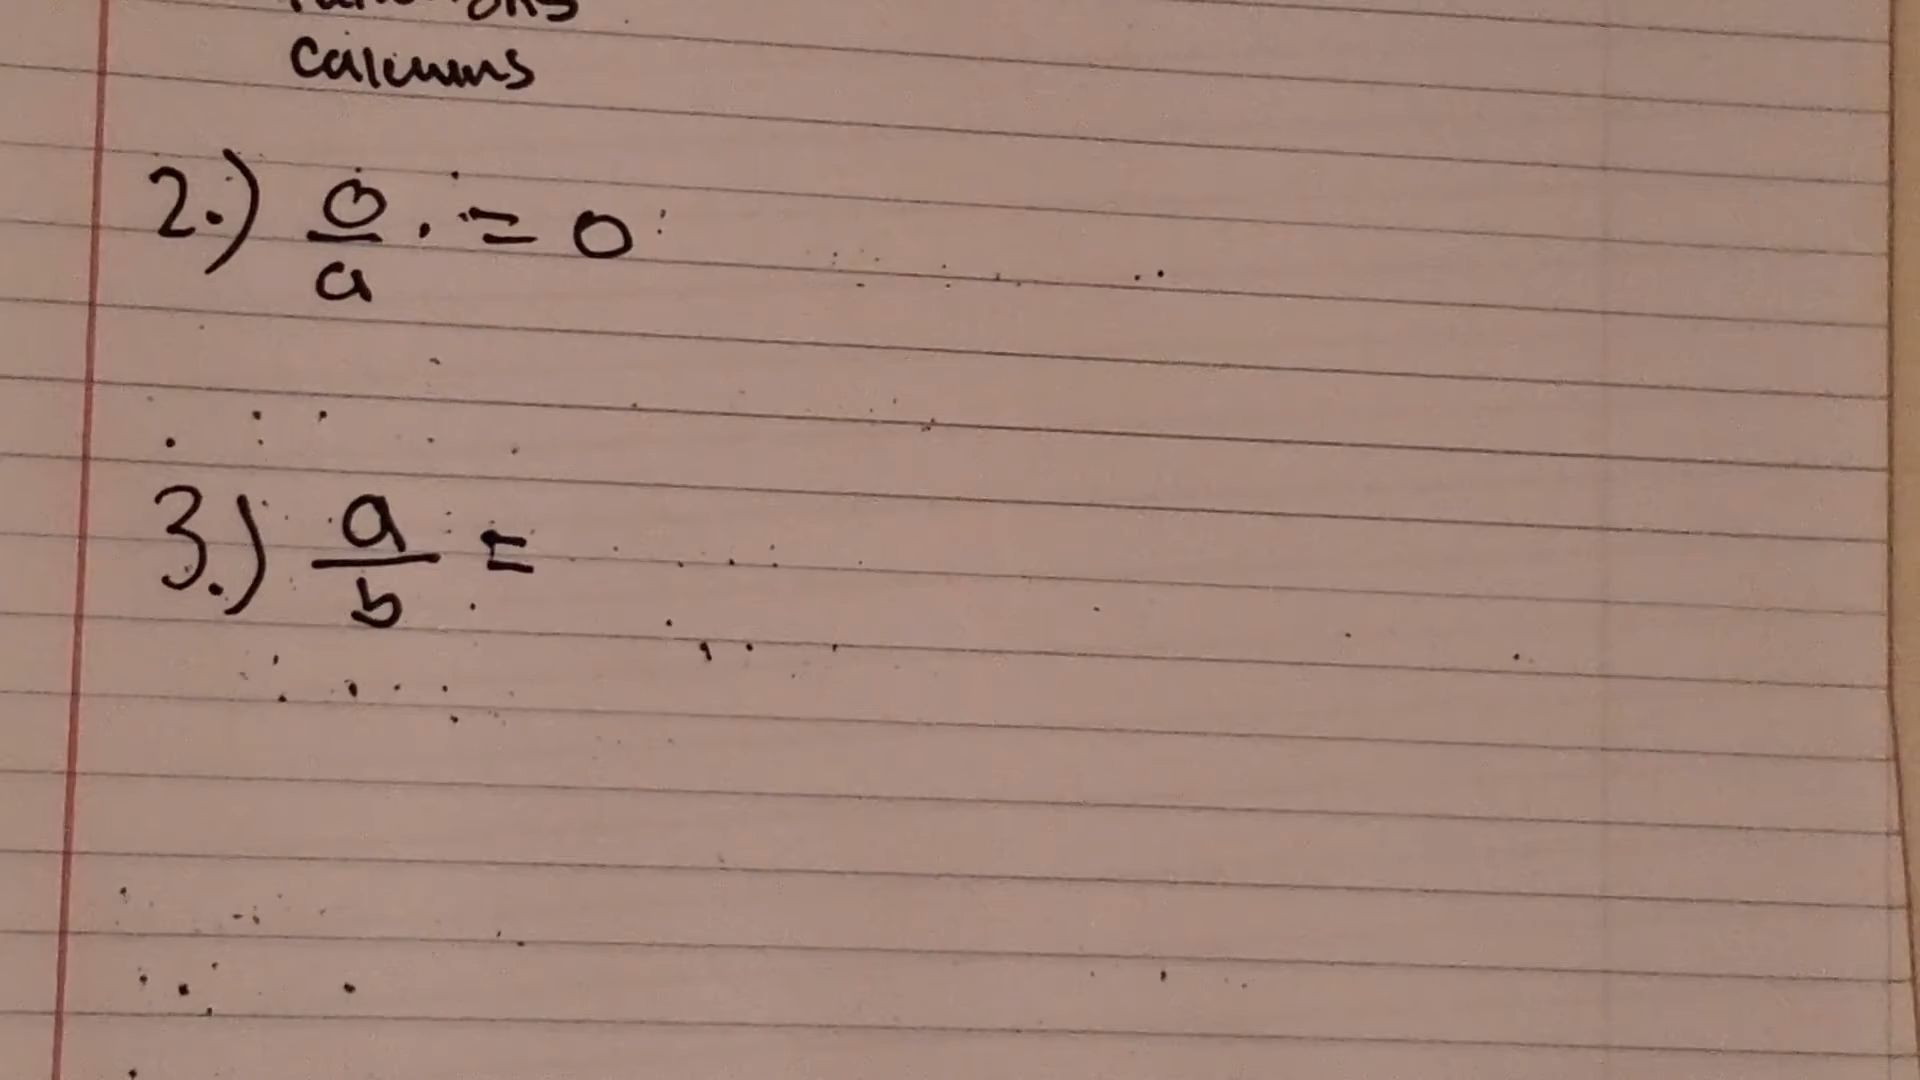 Calculus
2.) 0/a = 0
3.) a/b =